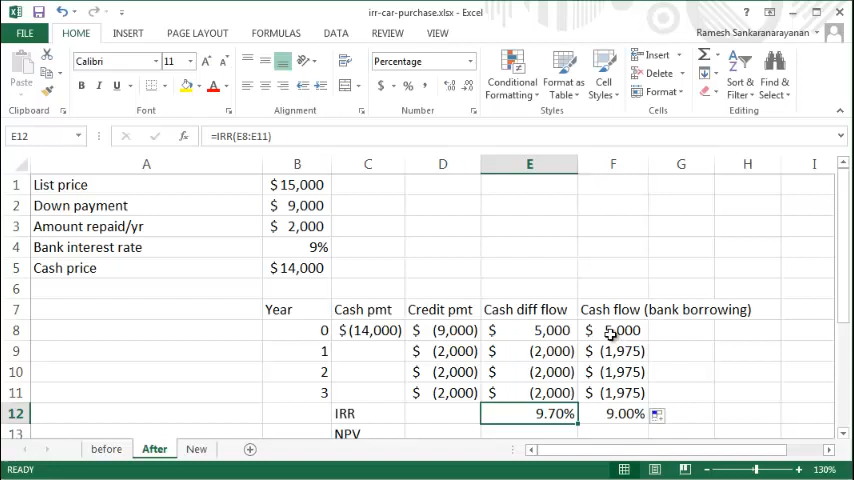 irr-car-purchase.xlsx - Excel
FILE HOME INSERT PAGE LAYOUT FORMULAS DATA REVIEW VIEW Ramesh Sankaranarayanan
Paste Calibri 11 Percentage Conditional Formatting Format as Table Cell Styles Insert Delete Format Sort & Filter Find & Select
B I U A $ % ,
Clipboard Font Alignment Number Styles Cells Editing
E12 fx =IRR(E8:E11)
A B C D E F G H I
1 List price $15,000
2 Down payment $ 9,000
3 Amount repaid/yr $ 2,000
4 Bank interest rate 9%
5 Cash price $14,000
6
7 Year Cash pmt Credit pmt Cash diff flow Cash flow (bank borrowing)
8 0 $(14,000) $ (9,000) $ 5,000 $ 5,000
9 1 $ (2,000) $ (2,000) $ (1,975)
10 2 $ (2,000) $ (2,000) $ (1,975)
11 3 $ (2,000) $ (2,000) $ (1,975)
12 IRR 9.70% 9.00%
13 NPV
before After New
READY 130%